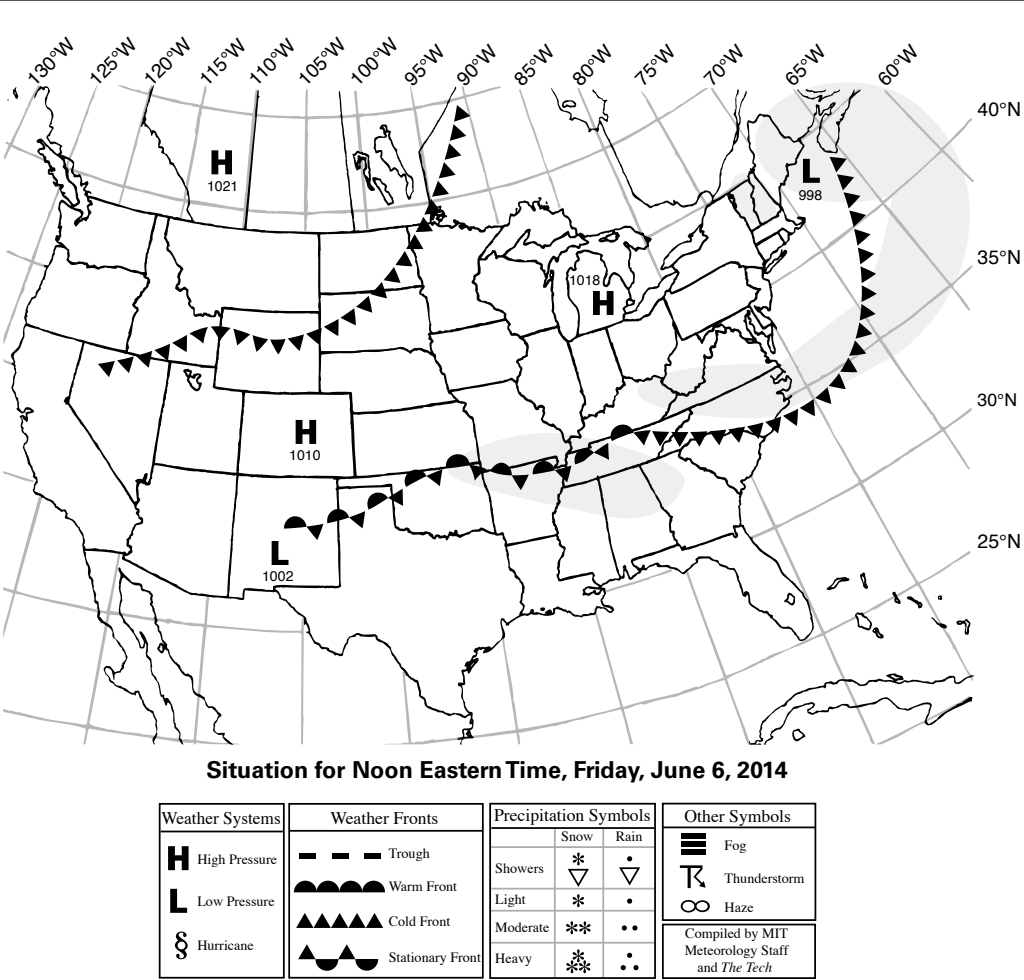 130°W 125°W 120°W 115°W 110°W 105°W 100°W 95°W 90°W 85°W 80°W 75°W 70°W 65°W 60°W
40°N
H
1021
L
998
35°N
1018
H
30°N
H
1010
25°N
L
1002
Situation for Noon Eastern Time, Friday, June 6, 2014
Weather Systems
H High Pressure
L Low Pressure
Hurricane
Weather Fronts
Trough
Warm Front
Cold Front
Stationary Front
Precipitation Symbols
Snow Rain
Showers
Light
Moderate
Heavy
Other Symbols
Fog
Thunderstorm
Haze
Compiled by MIT
Meteorology Staff
and The Tech